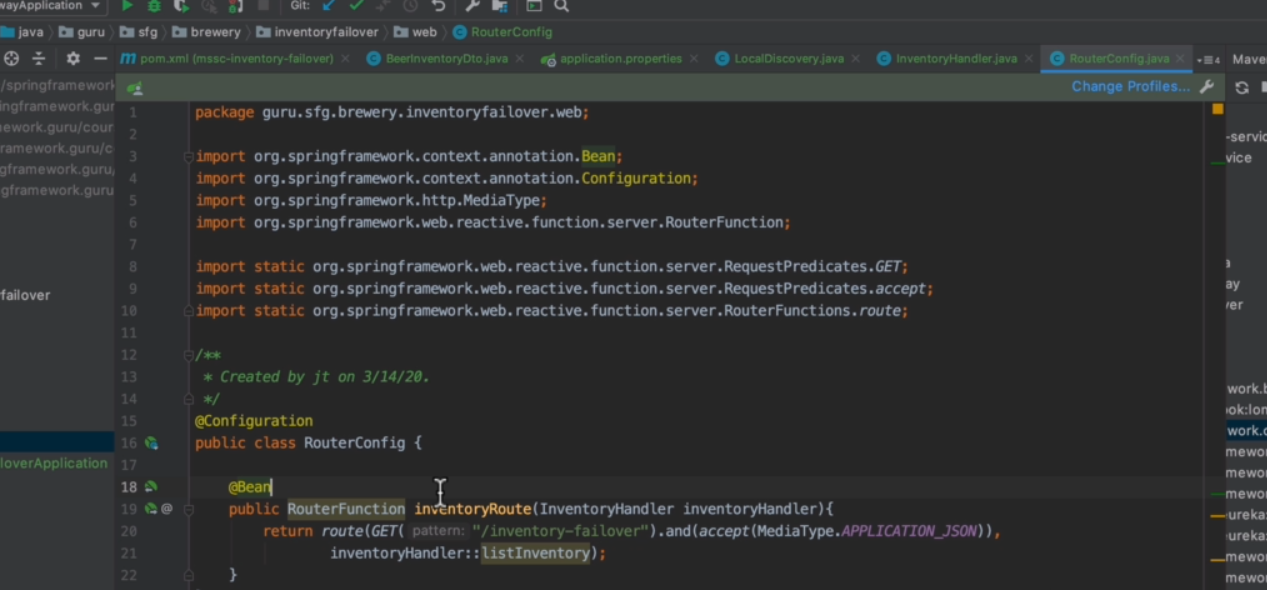 wayApplication Git:
java guru sfg brewery inventoryfailover web RouterConfig
pom.xml (mssc-inventory-failover) BeerInventoryDto.java application.properties LocalDiscovery.java InventoryHandler.java RouterConfig.java 4 Mave
/springframework
Change Profiles...
ingframework.gur
ework.guru/cour
ramework.guru/c
gframework.guru/
ngframework.guru
failover
loverApplication
1 package guru.sfg.brewery.inventoryfailover.web;
2
3 import org.springframework.context.annotation.Bean;
4 import org.springframework.context.annotation.Configuration;
5 import org.springframework.http.MediaType;
6 import org.springframework.web.reactive.function.server.RouterFunction;
7
8 import static org.springframework.web.reactive.function.server.RequestPredicates.GET;
9 import static org.springframework.web.reactive.function.server.RequestPredicates.accept;
10 import static org.springframework.web.reactive.function.server.RouterFunctions.route;
11
12 /**
13 * Created by jt on 3/14/20.
14 */
15 @Configuration
16 public class RouterConfig {
17
18 @Bean
19 @ public RouterFunction inventoryRoute(InventoryHandler inventoryHandler){
20 return route(GET( pattern: "/inventory-failover").and(accept(MediaType.APPLICATION_JSON)),
21 inventoryHandler::listInventory);
22 }
-servic
vice
a
ay
ver
work.b
ok:lon
work.c
mewor
mewor
mewor
eureka:
eureka:
mewor
mewor